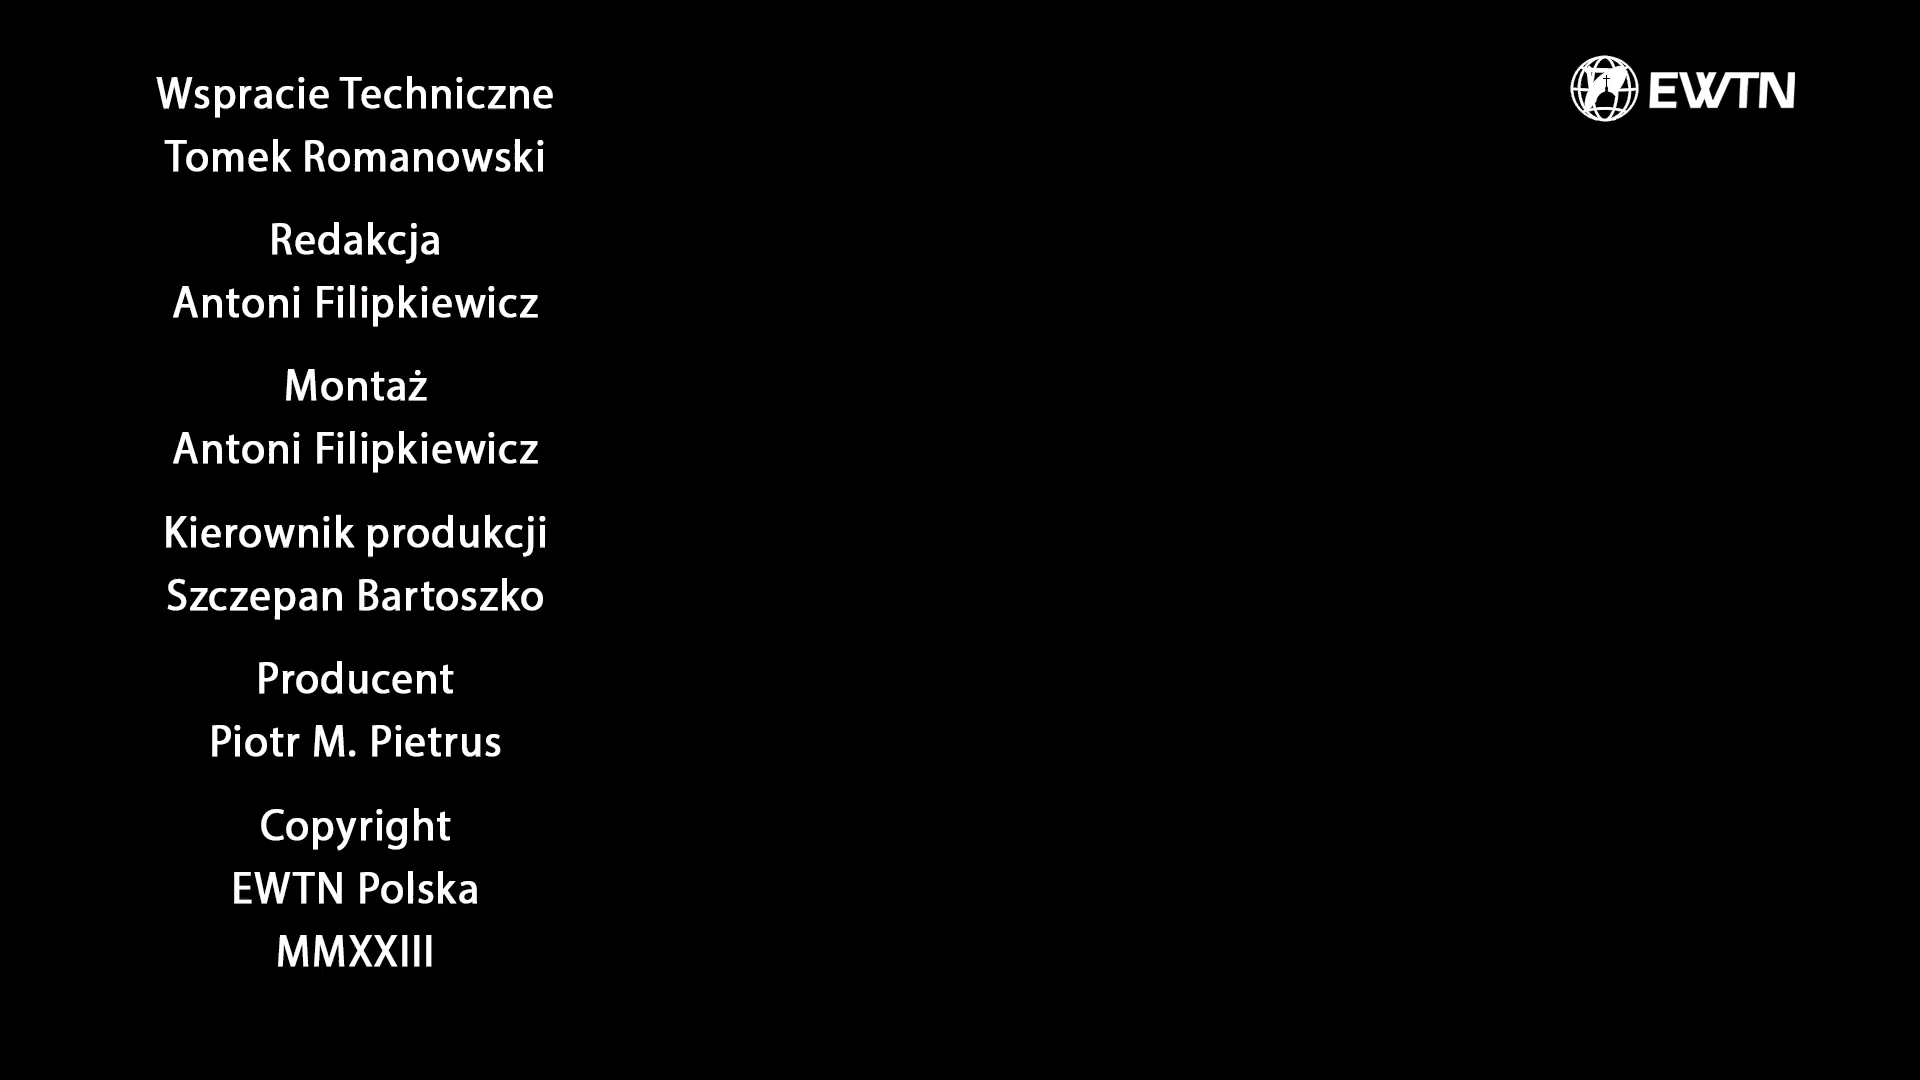 Wspracie Techniczne
Tomek Romanowski
Redakcja
Antoni Filipkiewicz
Montaż
Antoni Filipkiewicz
Kierownik produkcji
Szczepan Bartoszko
Producent
Piotr M. Pietrus
Copyright
EWTN Polska
MMXXIII
EWTN